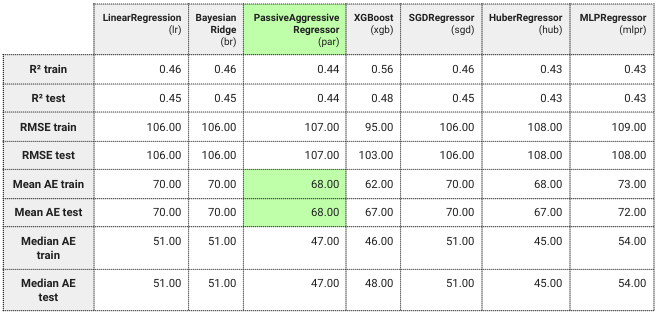 LinearRegression (lr) Bayesian Ridge (br) PassiveAggressive Regressor (par) XGBoost (xgb) SGDRegressor (sgd) HuberRegressor (hub) MLPRegressor (mlpr)
R² train 0.46 0.46 0.44 0.56 0.46 0.43 0.43
R² test 0.45 0.45 0.44 0.48 0.45 0.43 0.43
RMSE train 106.00 106.00 107.00 95.00 106.00 108.00 109.00
RMSE test 106.00 106.00 107.00 103.00 106.00 108.00 108.00
Mean AE train 70.00 70.00 68.00 62.00 70.00 68.00 73.00
Mean AE test 70.00 70.00 68.00 67.00 70.00 67.00 72.00
Median AE train 51.00 51.00 47.00 46.00 51.00 45.00 54.00
Median AE test 51.00 51.00 47.00 48.00 51.00 45.00 54.00